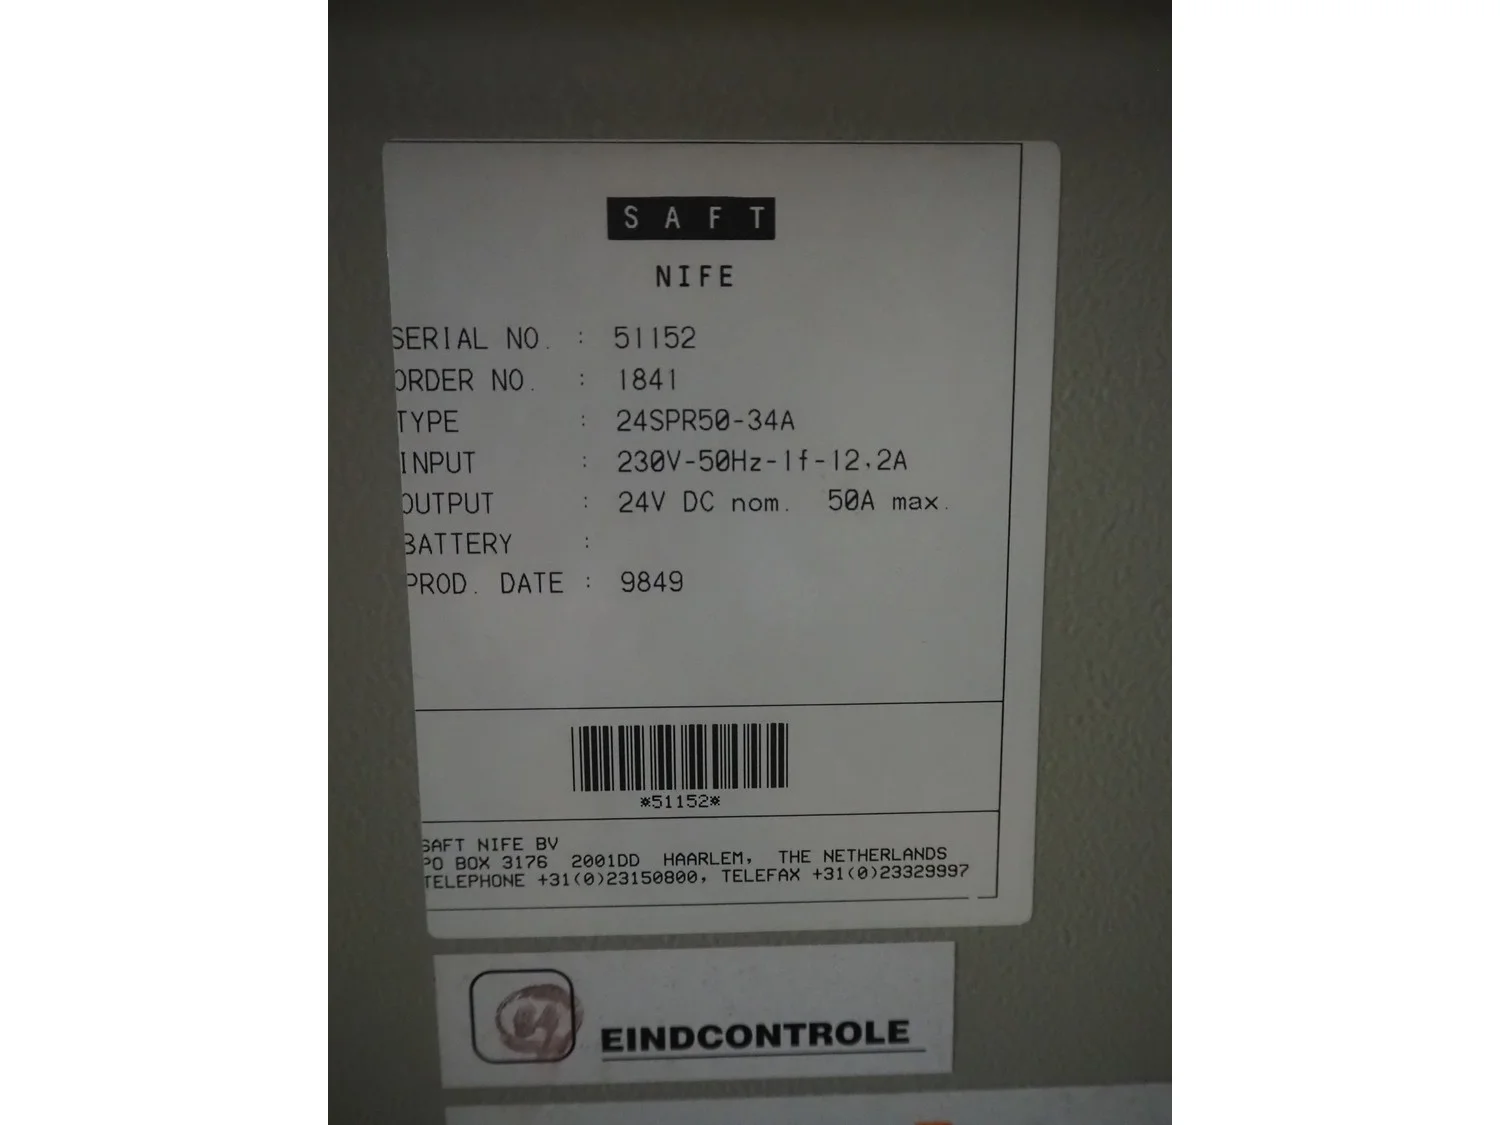 SAFT
NIFE
SERIAL NO. : 51152
ORDER NO. : 1841
TYPE : 24SPR50-34A
INPUT : 230V-50Hz-1f-12.2A
OUTPUT : 24V DC nom. 50A max.
BATTERY :
PROD. DATE : 9849
*51152*
SAFT NIFE BV
PO BOX 3176 2001DD HAARLEM, THE NETHERLANDS
TELEPHONE +31(0)23150800, TELEFAX +31(0)23329997
EINDCONTROLE